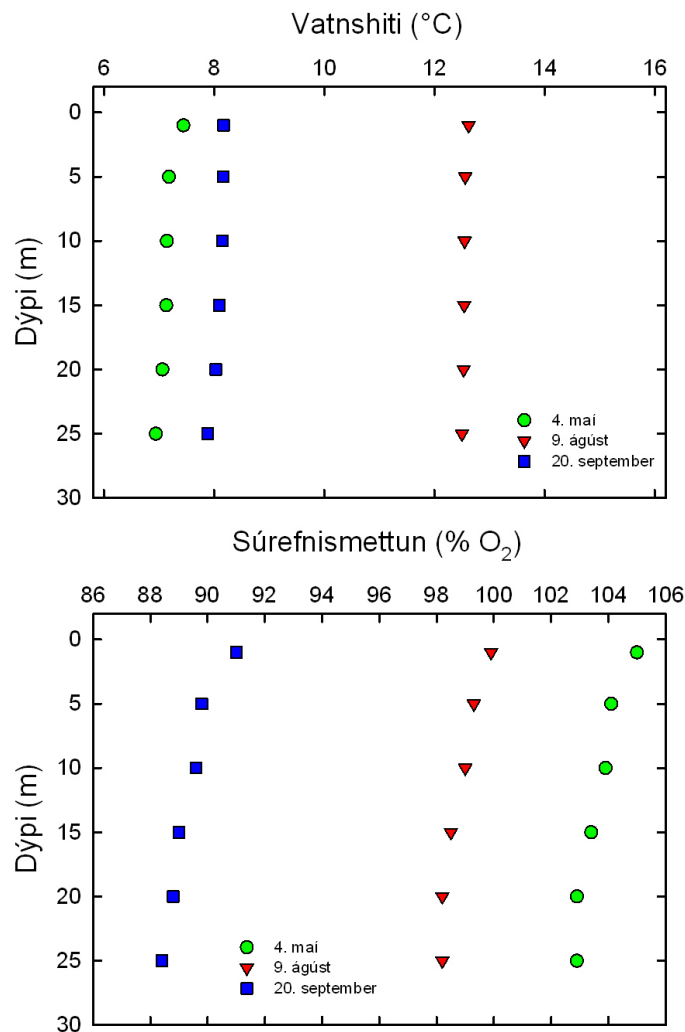 Vatnshiti (°C)
6 8 10 12 14 16
0
5
10
15
20
25
30
Dýpi (m)
4. maí
9. ágúst
20. september
Súrefnismettun (% O₂)
86 88 90 92 94 96 98 100 102 104 106
0
5
10
15
20
25
30
Dýpi (m)
4. maí
9. ágúst
20. september